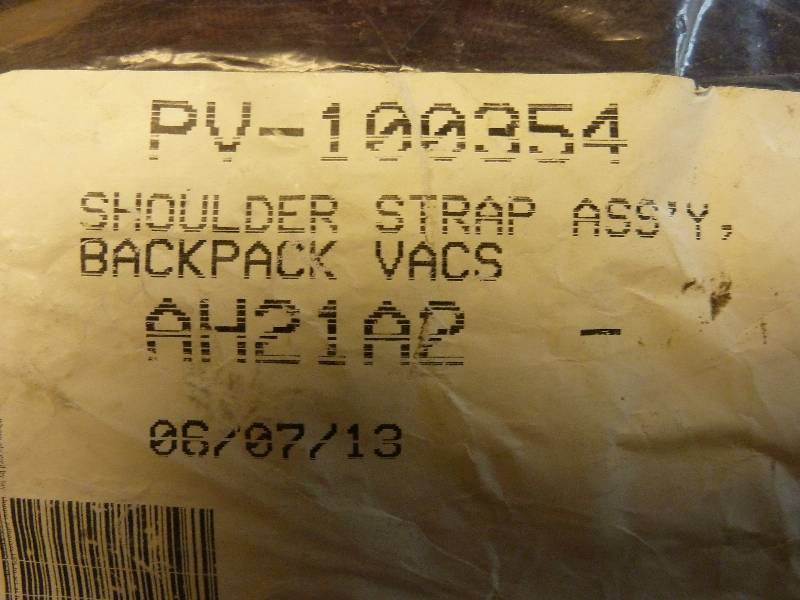 PV-100354
SHOULDER STRAP ASS'Y,
BACKPACK VACS
AH21A2 -
06/07/13